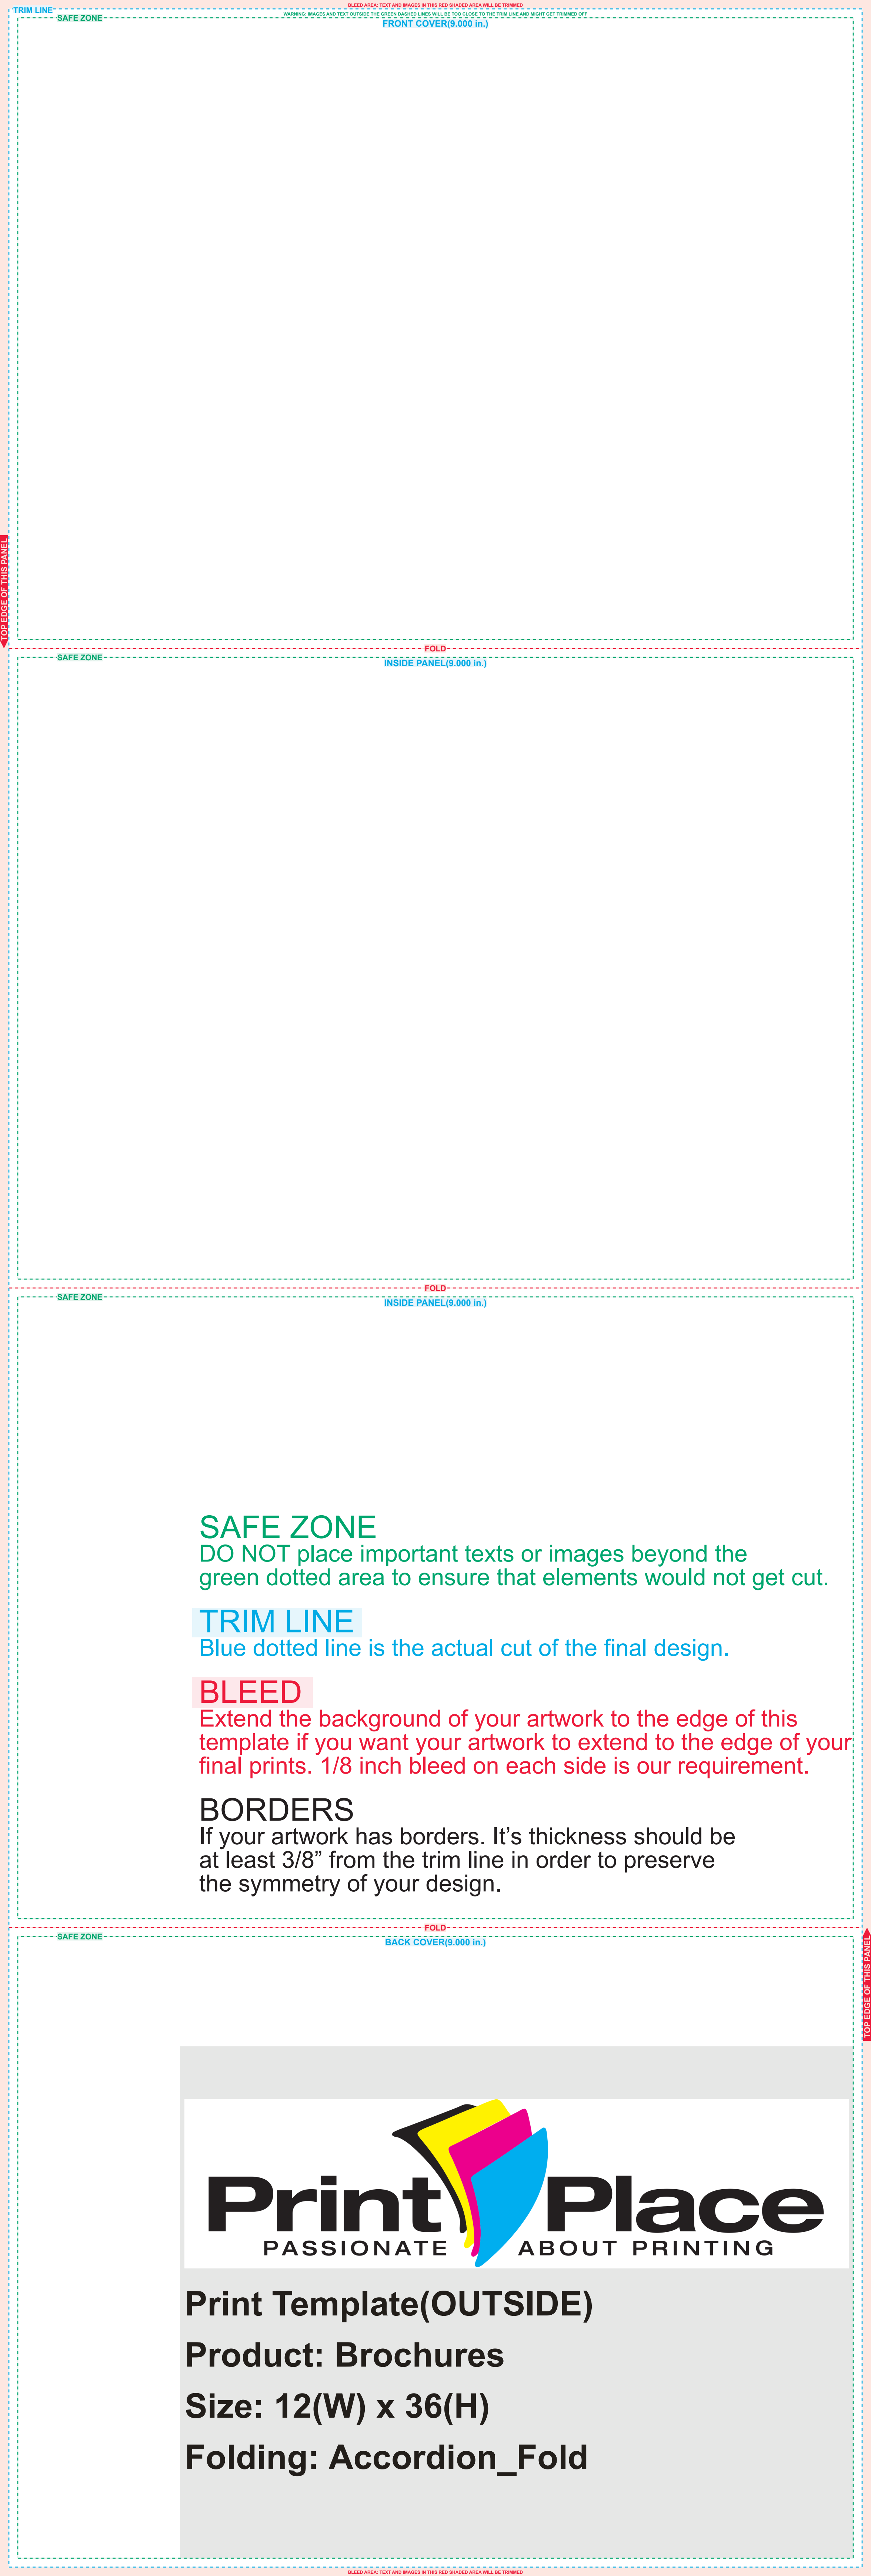 BLEED AREA: TEXT AND IMAGES IN THIS RED SHADED AREA WILL BE TRIMMED
TRIM LINE
WARNING: IMAGES AND TEXT OUTSIDE THE GREEN DASHED LINES WILL BE TOO CLOSE TO THE TRIM LINE AND MIGHT GET TRIMMED OFF
SAFE ZONE
FRONT COVER(9.000 in.)
TOP EDGE OF THIS PANEL
FOLD
SAFE ZONE
INSIDE PANEL(9.000 in.)
FOLD
SAFE ZONE
INSIDE PANEL(9.000 in.)
SAFE ZONE
DO NOT place important texts or images beyond the
green dotted area to ensure that elements would not get cut.
TRIM LINE
Blue dotted line is the actual cut of the final design.
BLEED
Extend the background of your artwork to the edge of this
template if you want your artwork to extend to the edge of your
final prints. 1/8 inch bleed on each side is our requirement.
BORDERS
If your artwork has borders. It’s thickness should be
at least 3/8” from the trim line in order to preserve
the symmetry of your design.
FOLD
SAFE ZONE
BACK COVER(9.000 in.)
TOP EDGE OF THIS PANEL
Print Place
PASSIONATE ABOUT PRINTING
Print Template(OUTSIDE)
Product: Brochures
Size: 12(W) x 36(H)
Folding: Accordion_Fold
BLEED AREA: TEXT AND IMAGES IN THIS RED SHADED AREA WILL BE TRIMMED